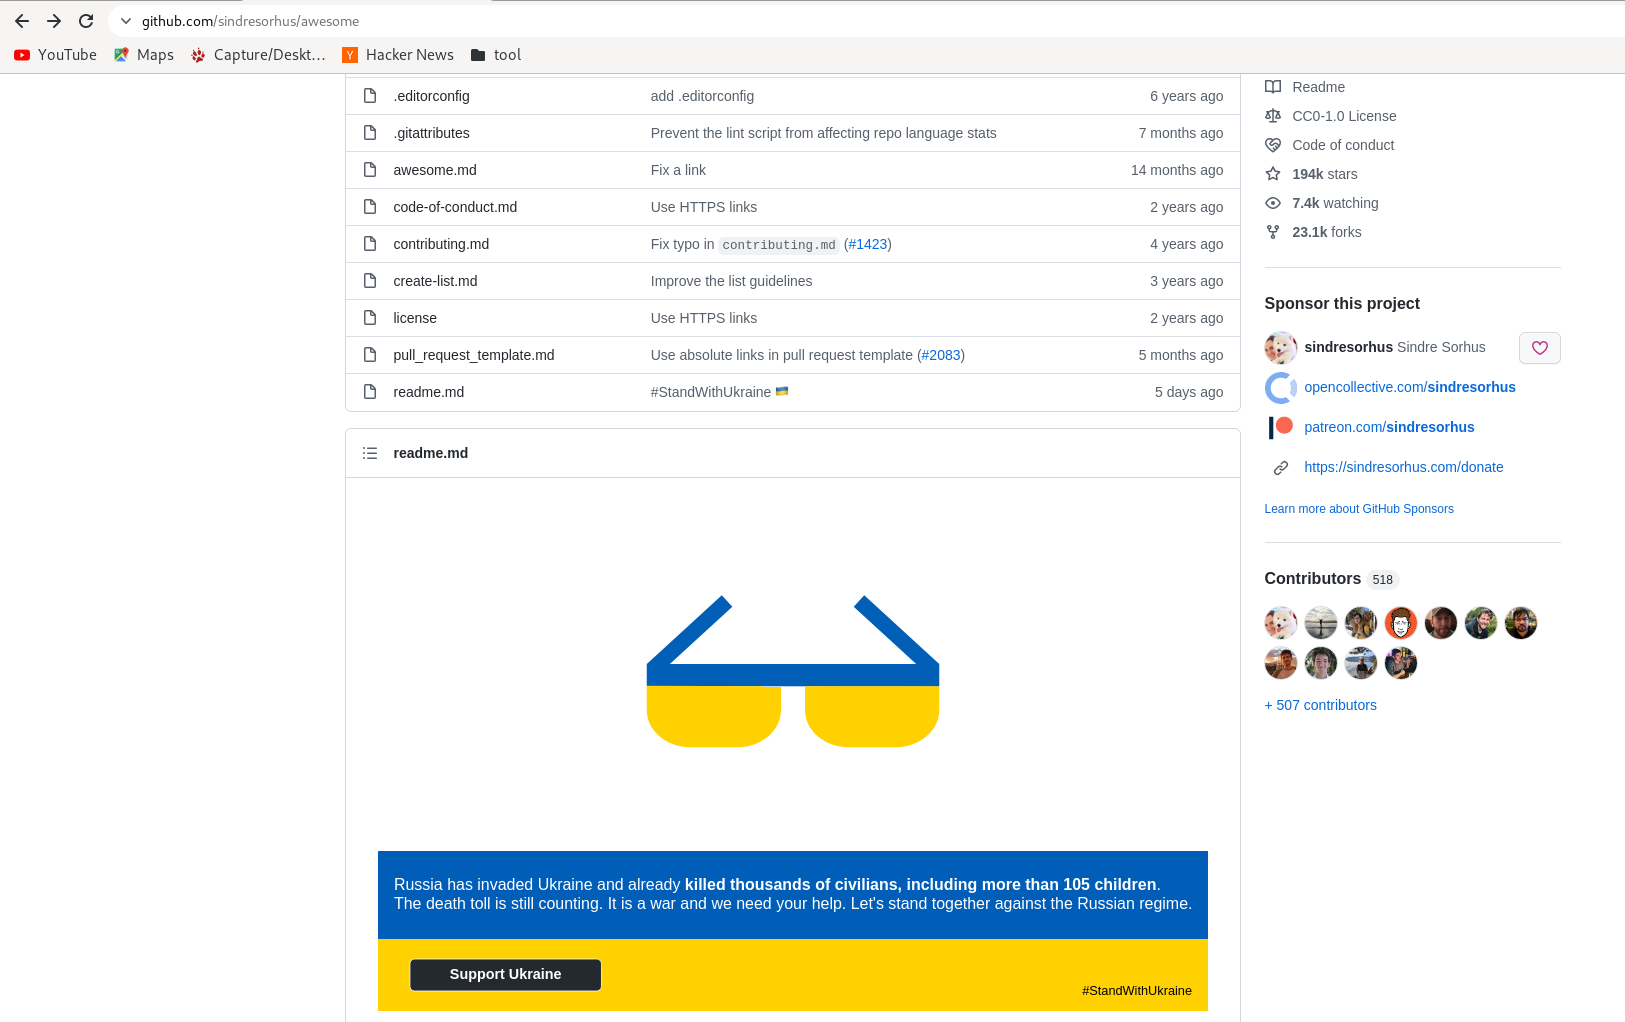 github.com/sindresorhus/awesome
YouTube Maps Capture/Deskt... Hacker News tool
.editorconfig add .editorconfig 6 years ago
.gitattributes Prevent the lint script from affecting repo language stats 7 months ago
awesome.md Fix a link 14 months ago
code-of-conduct.md Use HTTPS links 2 years ago
contributing.md Fix typo in contributing.md (#1423) 4 years ago
create-list.md Improve the list guidelines 3 years ago
license Use HTTPS links 2 years ago
pull_request_template.md Use absolute links in pull request template (#2083) 5 months ago
readme.md #StandWithUkraine 🇺🇦 5 days ago
readme.md
Russia has invaded Ukraine and already killed thousands of civilians, including more than 105 children.
The death toll is still counting. It is a war and we need your help. Let's stand together against the Russian regime.
Support Ukraine
#StandWithUkraine
Readme
CC0-1.0 License
Code of conduct
194k stars
7.4k watching
23.1k forks
Sponsor this project
sindresorhus Sindre Sorhus
opencollective.com/sindresorhus
patreon.com/sindresorhus
https://sindresorhus.com/donate
Learn more about GitHub Sponsors
Contributors 518
+ 507 contributors